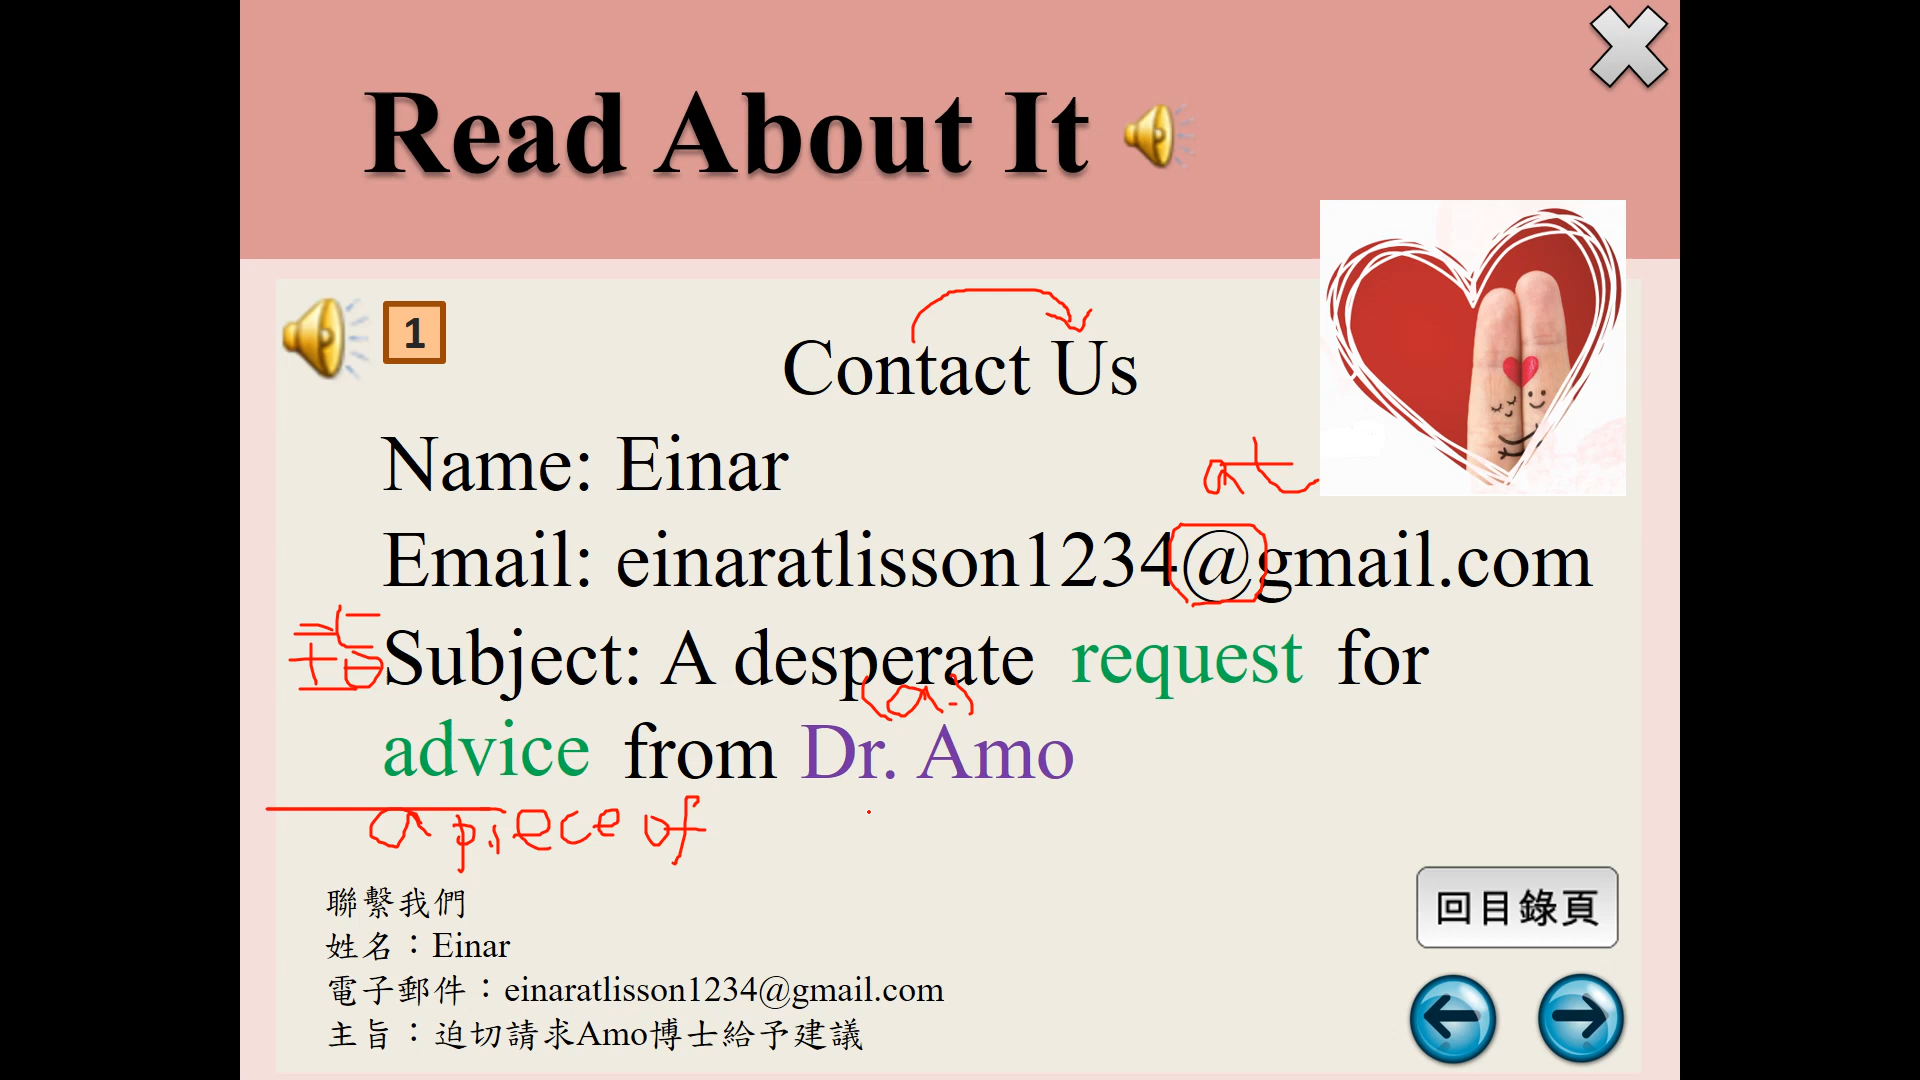 Read About It
1
Contact Us
Name: Einar
at
Email: einaratlisson1234@gmail.com
主旨
Subject: A desperate request for
advice from Dr. Amo
a piece of
聯繫我們
姓名：Einar
電子郵件：einaratlisson1234@gmail.com
主旨：迫切請求Amo博士給予建議
回目錄頁